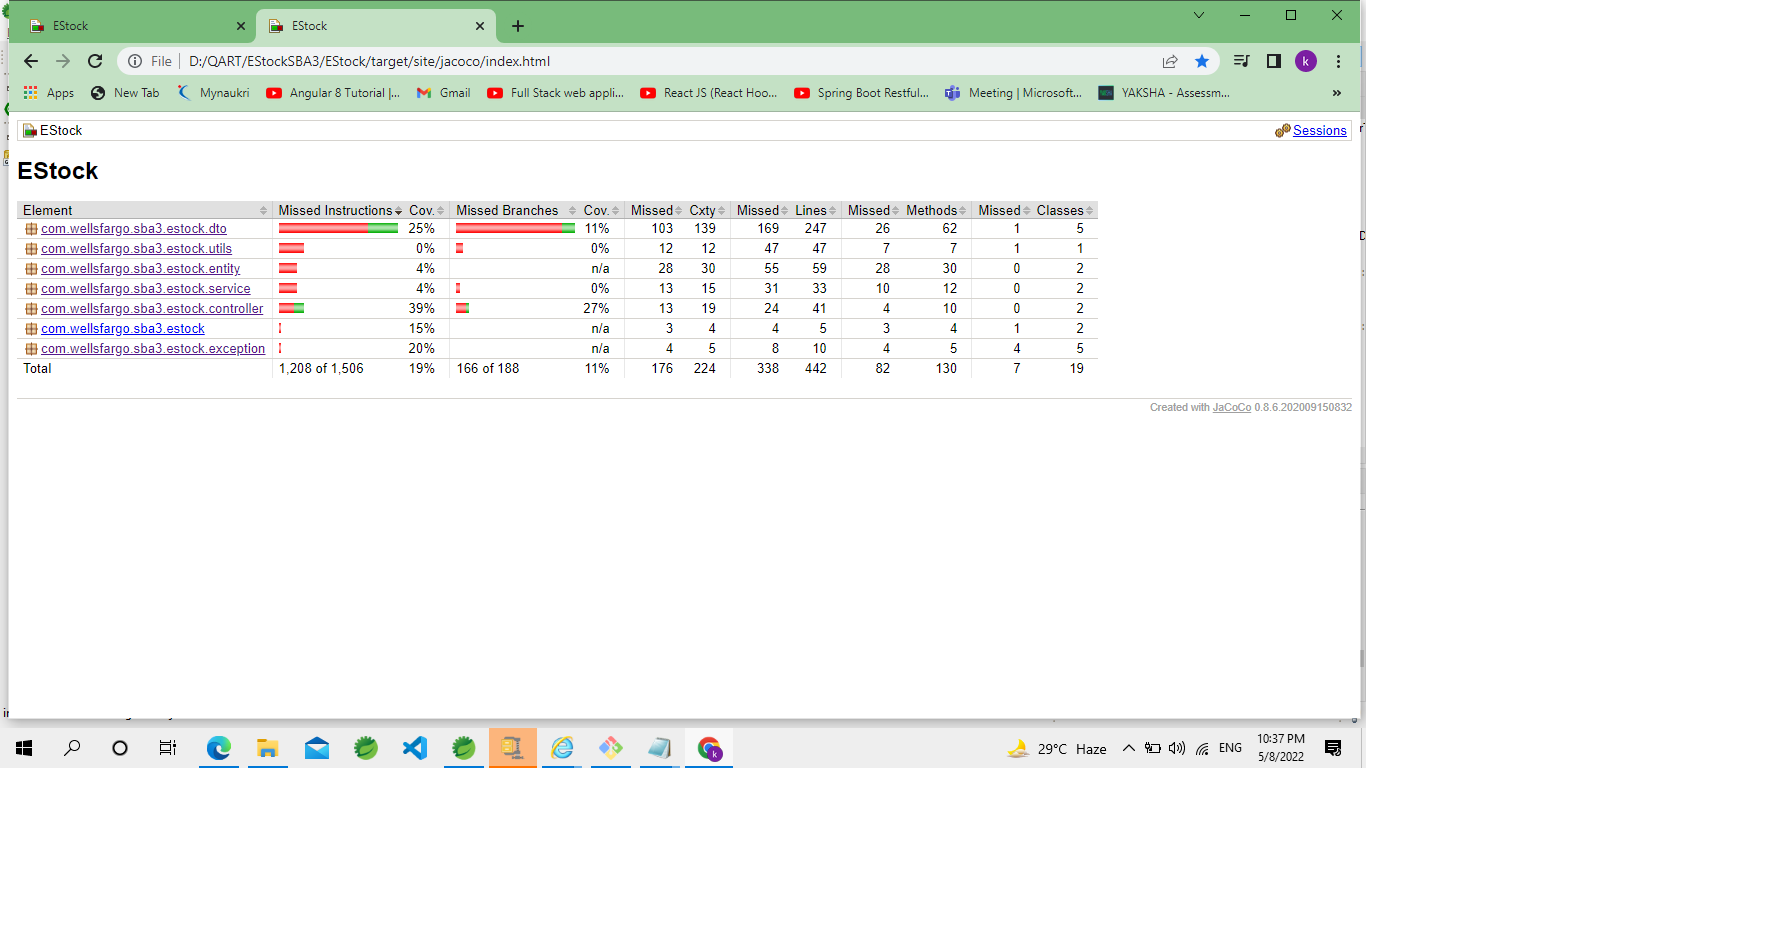 EStock
EStock
File D:/QART/EStockSBA3/EStock/target/site/jacoco/index.html
k
Apps New Tab Mynaukri Angular 8 Tutorial |... Gmail Full Stack web appli... React JS (React Hoo... Spring Boot Restful... Meeting | Microsoft... YAKSHA - Assessm... »
EStock Sessions
EStock
Element Missed Instructions Cov. Missed Branches Cov. Missed Cxty Missed Lines Missed Methods Missed Classes
com.wellsfargo.sba3.estock.dto 25% 11% 103 139 169 247 26 62 1 5
com.wellsfargo.sba3.estock.utils 0% 0% 12 12 47 47 7 7 1 1
com.wellsfargo.sba3.estock.entity 4% n/a 28 30 55 59 28 30 0 2
com.wellsfargo.sba3.estock.service 4% 0% 13 15 31 33 10 12 0 2
com.wellsfargo.sba3.estock.controller 39% 27% 13 19 24 41 4 10 0 2
com.wellsfargo.sba3.estock 15% n/a 3 4 4 5 3 4 1 2
com.wellsfargo.sba3.estock.exception 20% n/a 4 5 8 10 4 5 4 5
Total 1,208 of 1,506 19% 166 of 188 11% 176 224 338 442 82 130 7 19
Created with JaCoCo 0.8.6.202009150832
29°C Haze ENG 10:37 PM
5/8/2022
k